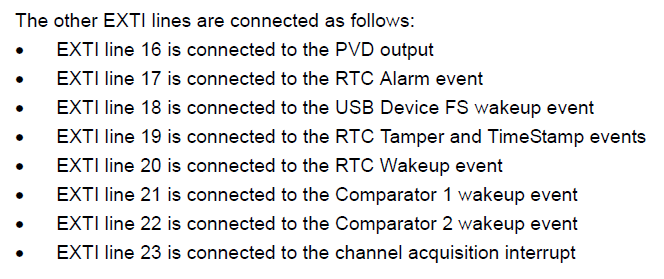 The other EXTI lines are connected as follows:
• EXTI line 16 is connected to the PVD output
• EXTI line 17 is connected to the RTC Alarm event
• EXTI line 18 is connected to the USB Device FS wakeup event
• EXTI line 19 is connected to the RTC Tamper and TimeStamp events
• EXTI line 20 is connected to the RTC Wakeup event
• EXTI line 21 is connected to the Comparator 1 wakeup event
• EXTI line 22 is connected to the Comparator 2 wakeup event
• EXTI line 23 is connected to the channel acquisition interrupt